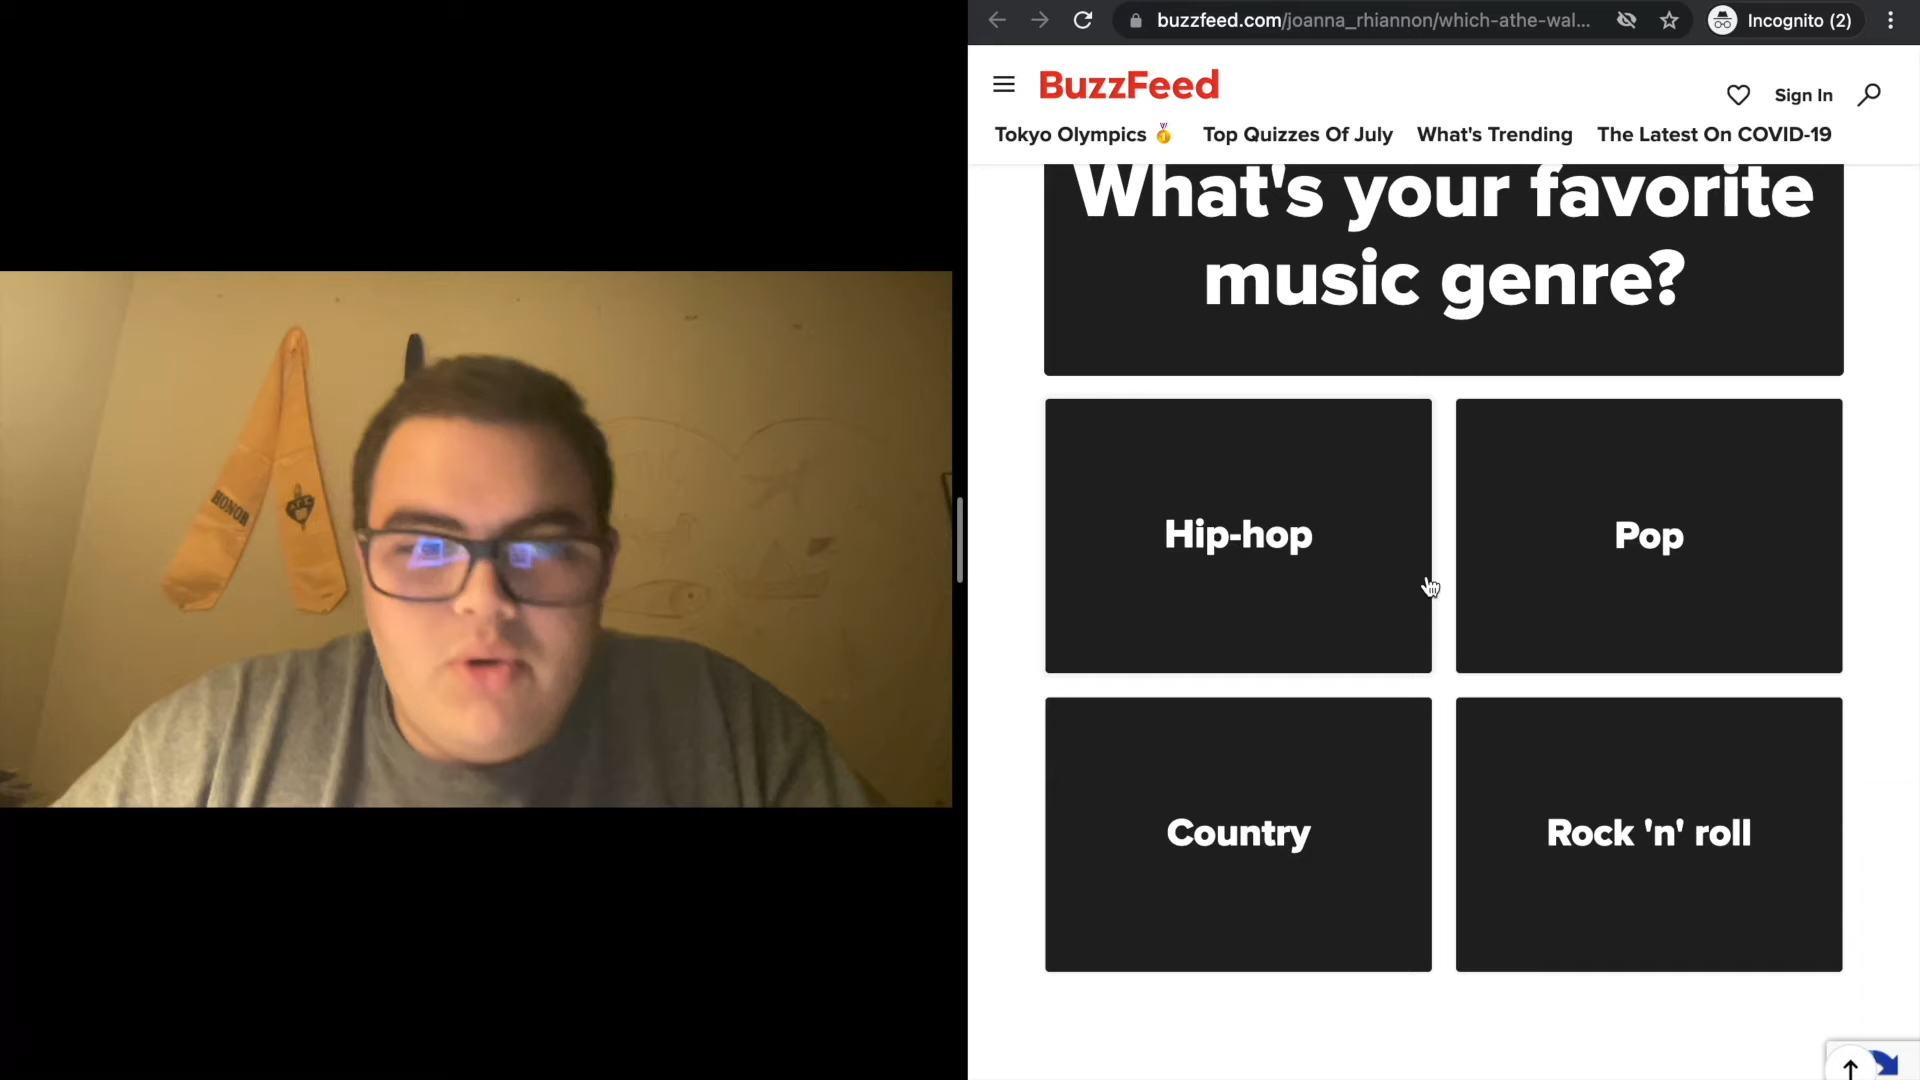 buzzfeed.com/joanna_rhiannon/which-athe-wal...
Incognito (2)
BuzzFeed
Sign In
Tokyo Olympics
Top Quizzes Of July
What's Trending
The Latest On COVID-19
What's your favorite
music genre?
Hip-hop
Pop
Country
Rock 'n' roll
HONOR